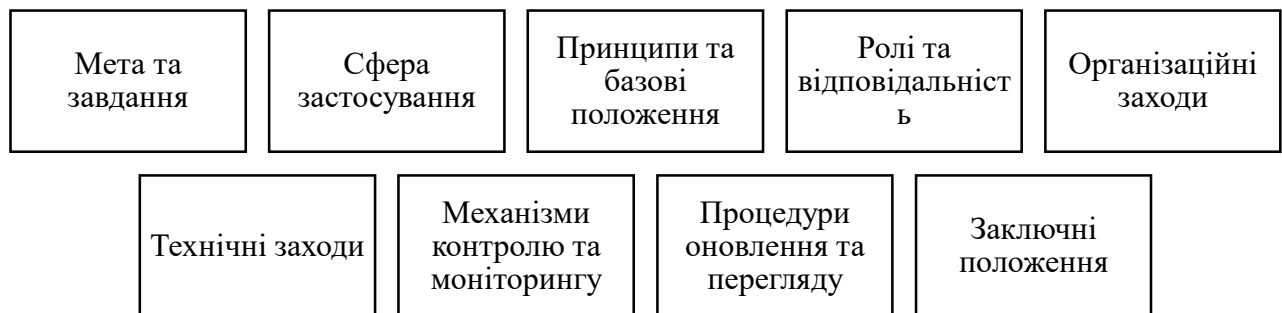 Мета та
завдання
Сфера
застосування
Принципи та
базові
положення
Ролі та
відповідальніст
ь
Організаційні
заходи
Технічні заходи
Механізми
контролю та
моніторингу
Процедури
оновлення та
перегляду
Заключні
положення